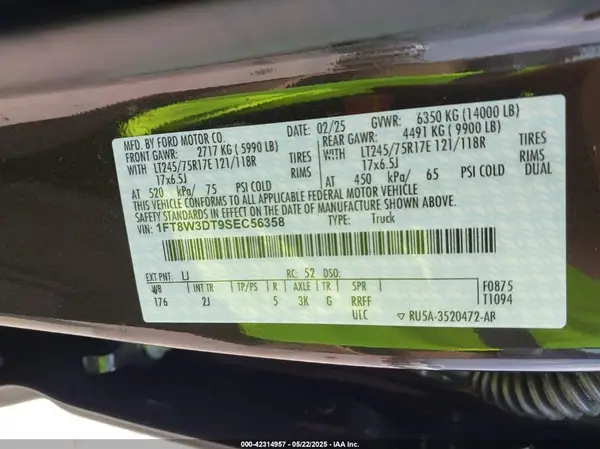 MFD. BY FORD MOTOR CO. DATE: 02/25 GVWR: 6350 KG (14000 LB)
FRONT GAWR: 2717 KG ( 5990 LB) REAR GAWR: 4491 KG ( 9900 LB)
WITH LT245/75R17E 121/118R TIRES WITH LT245/75R17E 121/118R TIRES
17x6.5J RIMS 17x6.5J RIMS
AT 520 kPa/ 75 PSI COLD AT 450 kPa/ 65 PSI COLD DUAL
THIS VEHICLE CONFORMS TO ALL APPLICABLE FEDERAL MOTOR VEHICLE
SAFETY STANDARDS IN EFFECT ON THE DATE OF MANUFACTURE SHOWN ABOVE.
VIN: 1FT8W3DT9SEC56358 TYPE: Truck
EXT PNT: LJ RC: 52 DSO:
WB INT TR TP/PS R AXLE TR SPR F0875
176 2J 5 3K G RRFF T1094
ULC RU5A-3520472-AB
000-42314957 - 05/22/2025 - IAA Inc.